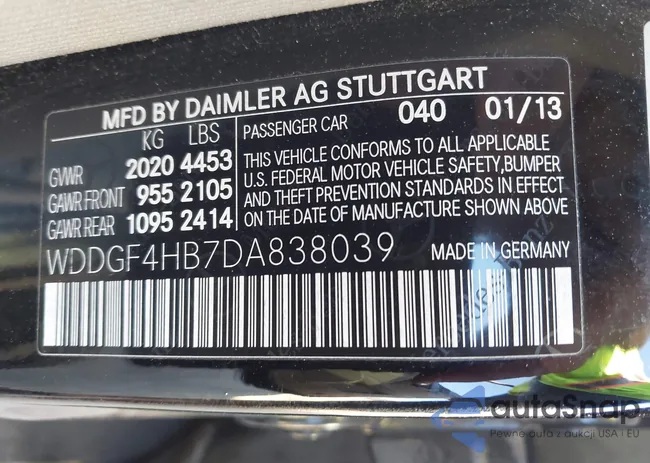 MFD BY DAIMLER AG STUTTGART
KG LBS PASSENGER CAR 040 01/13
GVWR 2020 4453
GAWR FRONT 955 2105
GAWR REAR 1095 2414
THIS VEHICLE CONFORMS TO ALL APPLICABLE
U.S. FEDERAL MOTOR VEHICLE SAFETY,BUMPER
AND THEFT PREVENTION STANDARDS IN EFFECT
ON THE DATE OF MANUFACTURE SHOWN ABOVE
WDDGF4HB7DA838039 MADE IN GERMANY
autoSnap
Pewne auta z aukcji USA i EU